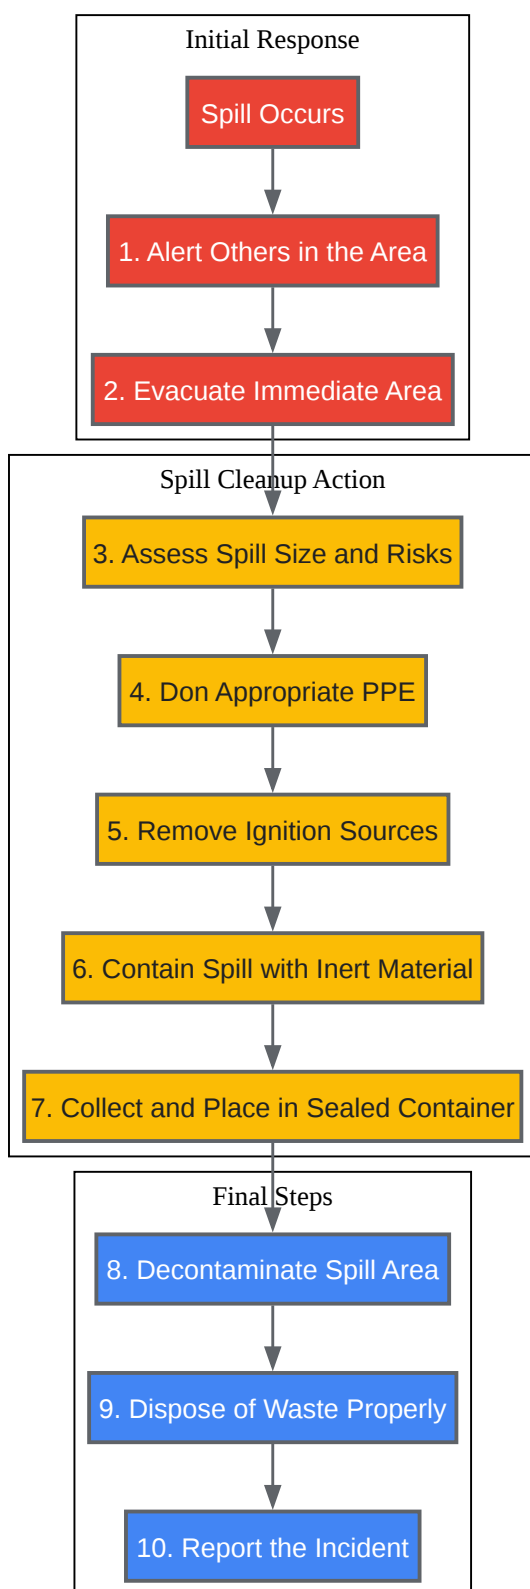 Initial Response
Spill Occurs
1. Alert Others in the Area
2. Evacuate Immediate Area
Spill Cleanup Action
3. Assess Spill Size and Risks
4. Don Appropriate PPE
5. Remove Ignition Sources
6. Contain Spill with Inert Material
7. Collect and Place in Sealed Container
Final Steps
8. Decontaminate Spill Area
9. Dispose of Waste Properly
10. Report the Incident